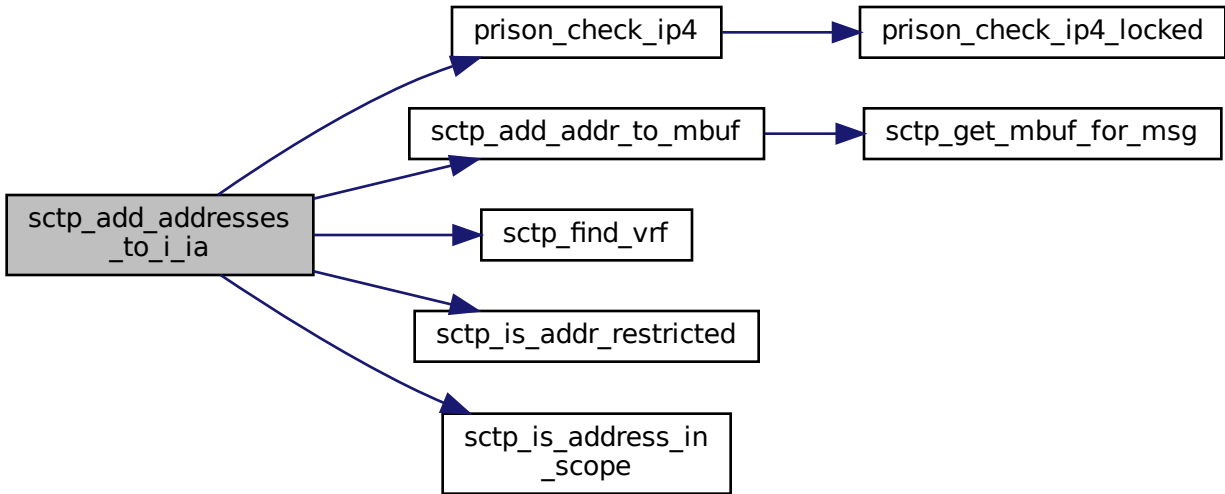 prison_check_ip4
prison_check_ip4_locked
sctp_add_addr_to_mbuf
sctp_get_mbuf_for_msg
sctp_add_addresses
_to_i_ia
sctp_find_vrf
sctp_is_addr_restricted
sctp_is_address_in
_scope